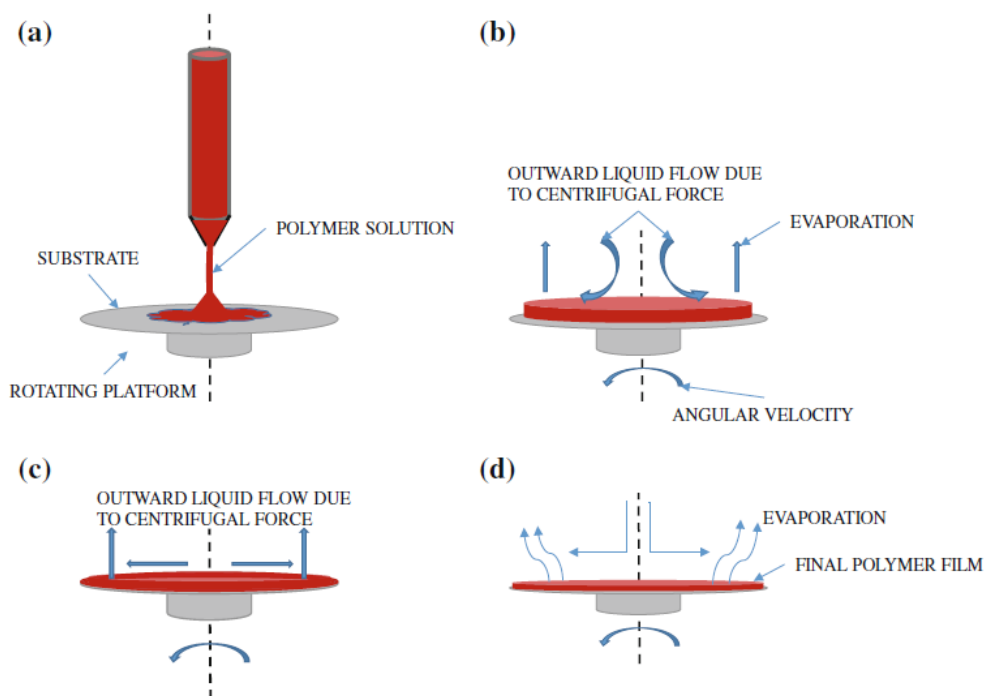 (a)
POLYMER SOLUTION
SUBSTRATE
ROTATING PLATFORM
(b)
OUTWARD LIQUID FLOW DUE
TO CENTRIFUGAL FORCE
EVAPORATION
ANGULAR VELOCITY
(c)
OUTWARD LIQUID FLOW DUE
TO CENTRIFUGAL FORCE
(d)
EVAPORATION
FINAL POLYMER FILM